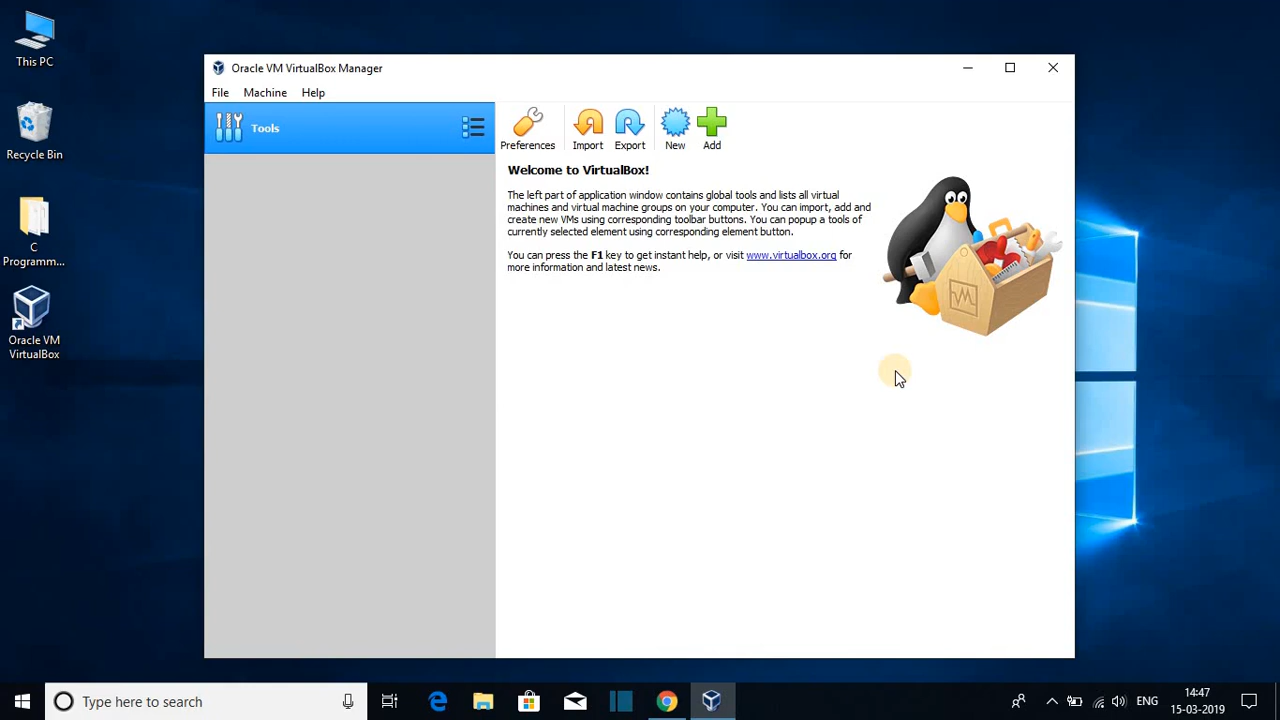 This PC
Recycle Bin
C
Programm...
Oracle VM
VirtualBox
Oracle VM VirtualBox Manager
File Machine Help
Tools
Preferences Import Export New Add
Welcome to VirtualBox!
The left part of application window contains global tools and lists all virtual
machines and virtual machine groups on your computer. You can import, add and
create new VMs using corresponding toolbar buttons. You can popup a tools of
currently selected element using corresponding element button.
You can press the F1 key to get instant help, or visit www.virtualbox.org for
more information and latest news.
Type here to search
ENG
14:47
15-03-2019